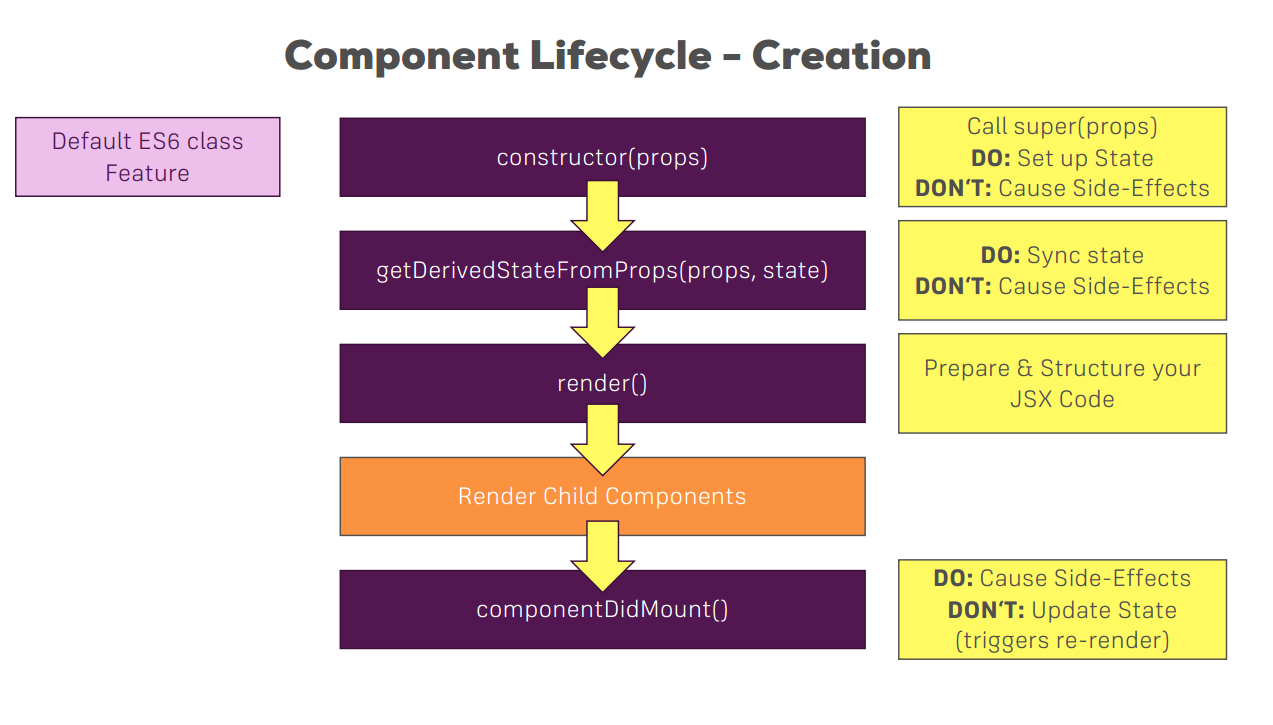 Component Lifecycle – Creation
Default ES6 class
Feature
constructor(props)
Call super(props)
DO: Set up State
DON‘T: Cause Side-Effects
getDerivedStateFromProps(props, state)
DO: Sync state
DON‘T: Cause Side-Effects
render()
Prepare & Structure your
JSX Code
Render Child Components
componentDidMount()
DO: Cause Side-Effects
DON‘T: Update State
(triggers re-render)